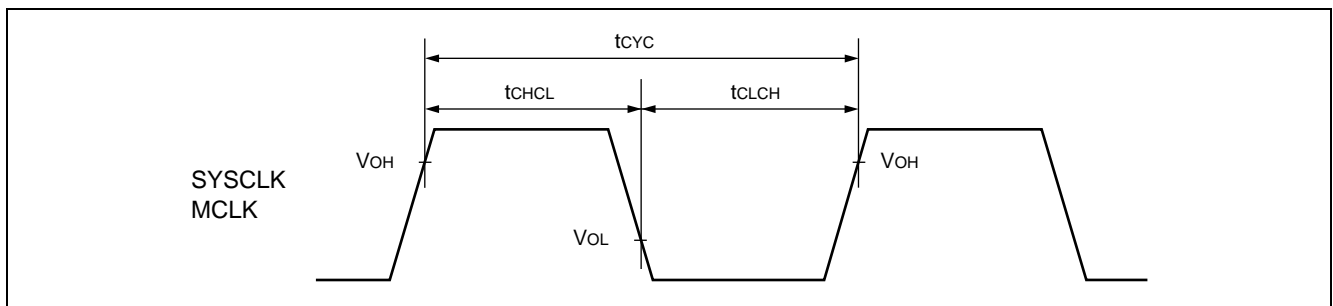 tCYC
tCHCL
tCLCH
VOH
VOH
SYSCLK
MCLK
VOL